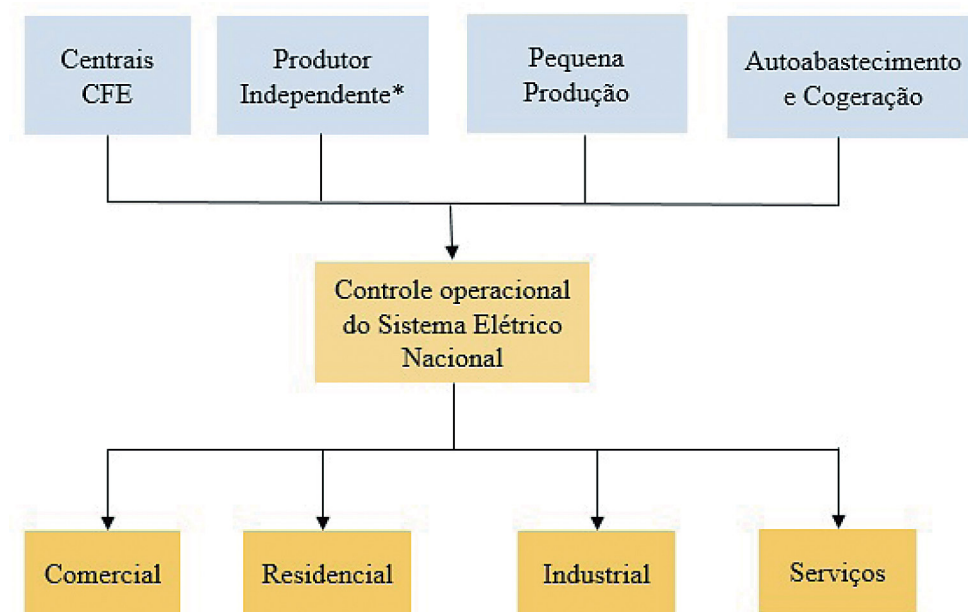 Centrais
CFE
Produtor
Independente*
Pequena
Produção
Autoabastecimento
e Cogeração
Controle operacional
do Sistema Elétrico
Nacional
Comercial
Residencial
Industrial
Serviços